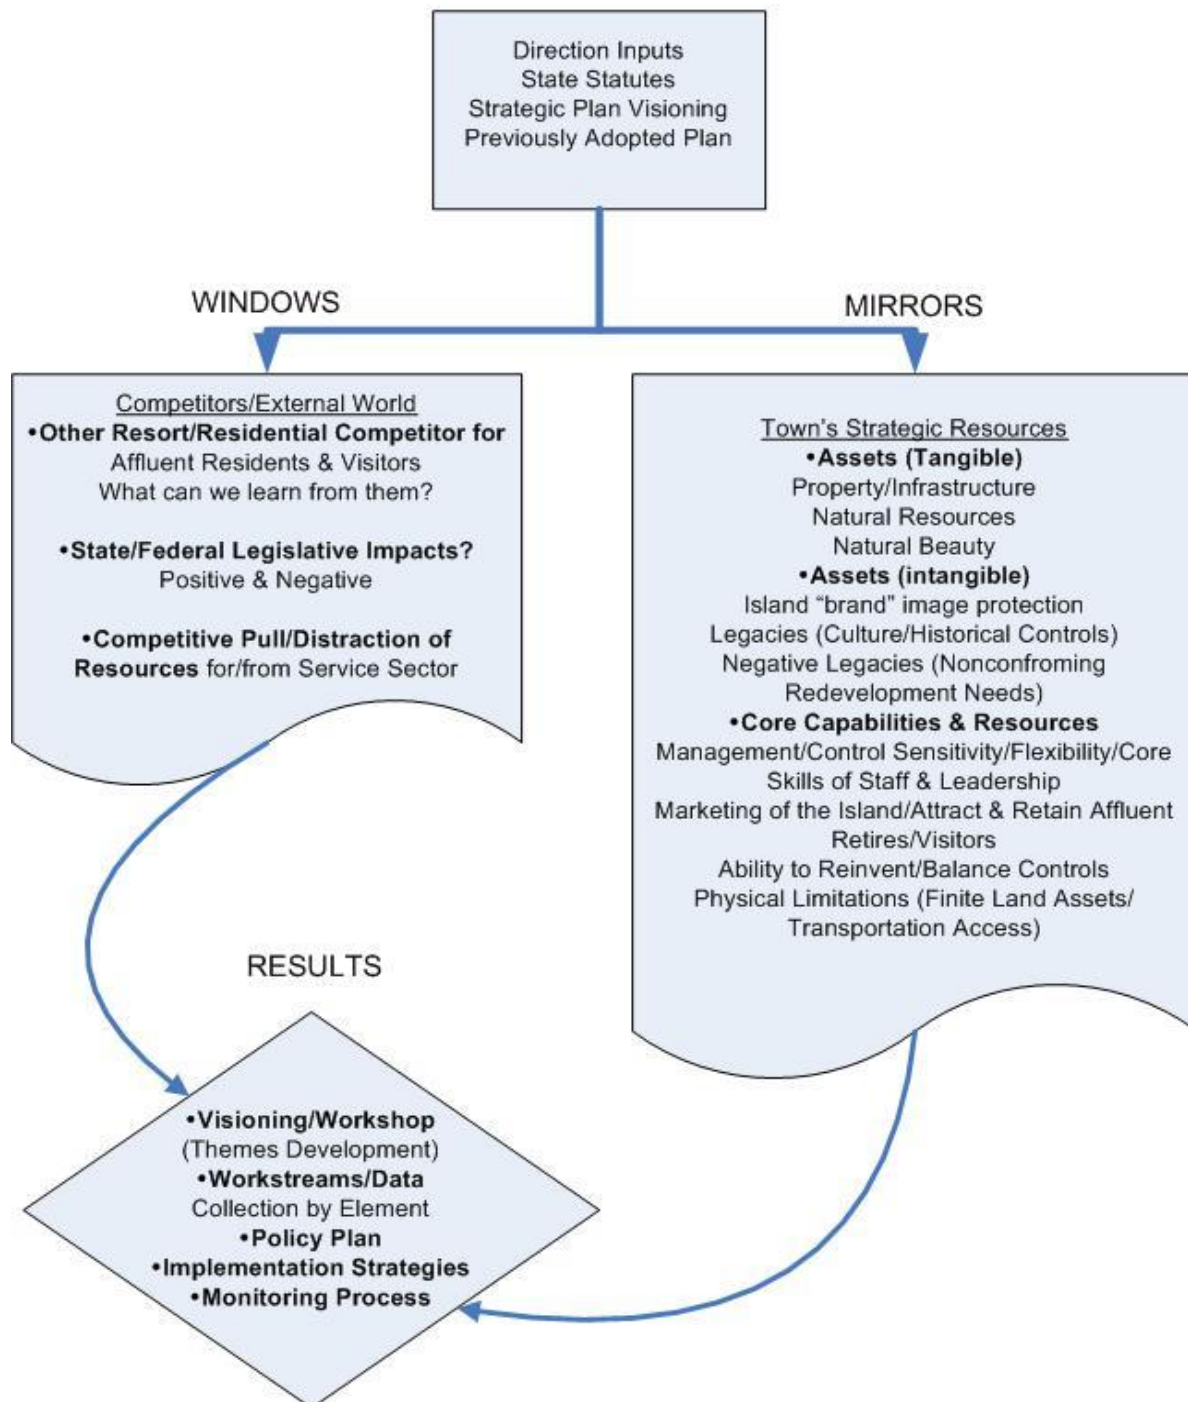 Direction Inputs
State Statutes
Strategic Plan Visioning
Previously Adopted Plan
WINDOWS
MIRRORS
Competitors/External World
•Other Resort/Residential Competitor for
Affluent Residents & Visitors
What can we learn from them?
•State/Federal Legislative Impacts?
Positive & Negative
•Competitive Pull/Distraction of
Resources for/from Service Sector
Town's Strategic Resources
•Assets (Tangible)
Property/Infrastructure
Natural Resources
Natural Beauty
•Assets (intangible)
Island “brand” image protection
Legacies (Culture/Historical Controls)
Negative Legacies (Nonconfroming
Redevelopment Needs)
•Core Capabilities & Resources
Management/Control Sensitivity/Flexibility/Core
Skills of Staff & Leadership
Marketing of the Island/Attract & Retain Affluent
Retires/Visitors
Ability to Reinvent/Balance Controls
Physical Limitations (Finite Land Assets/
Transportation Access)
RESULTS
•Visioning/Workshop
(Themes Development)
•Workstreams/Data
Collection by Element
•Policy Plan
•Implementation Strategies
•Monitoring Process